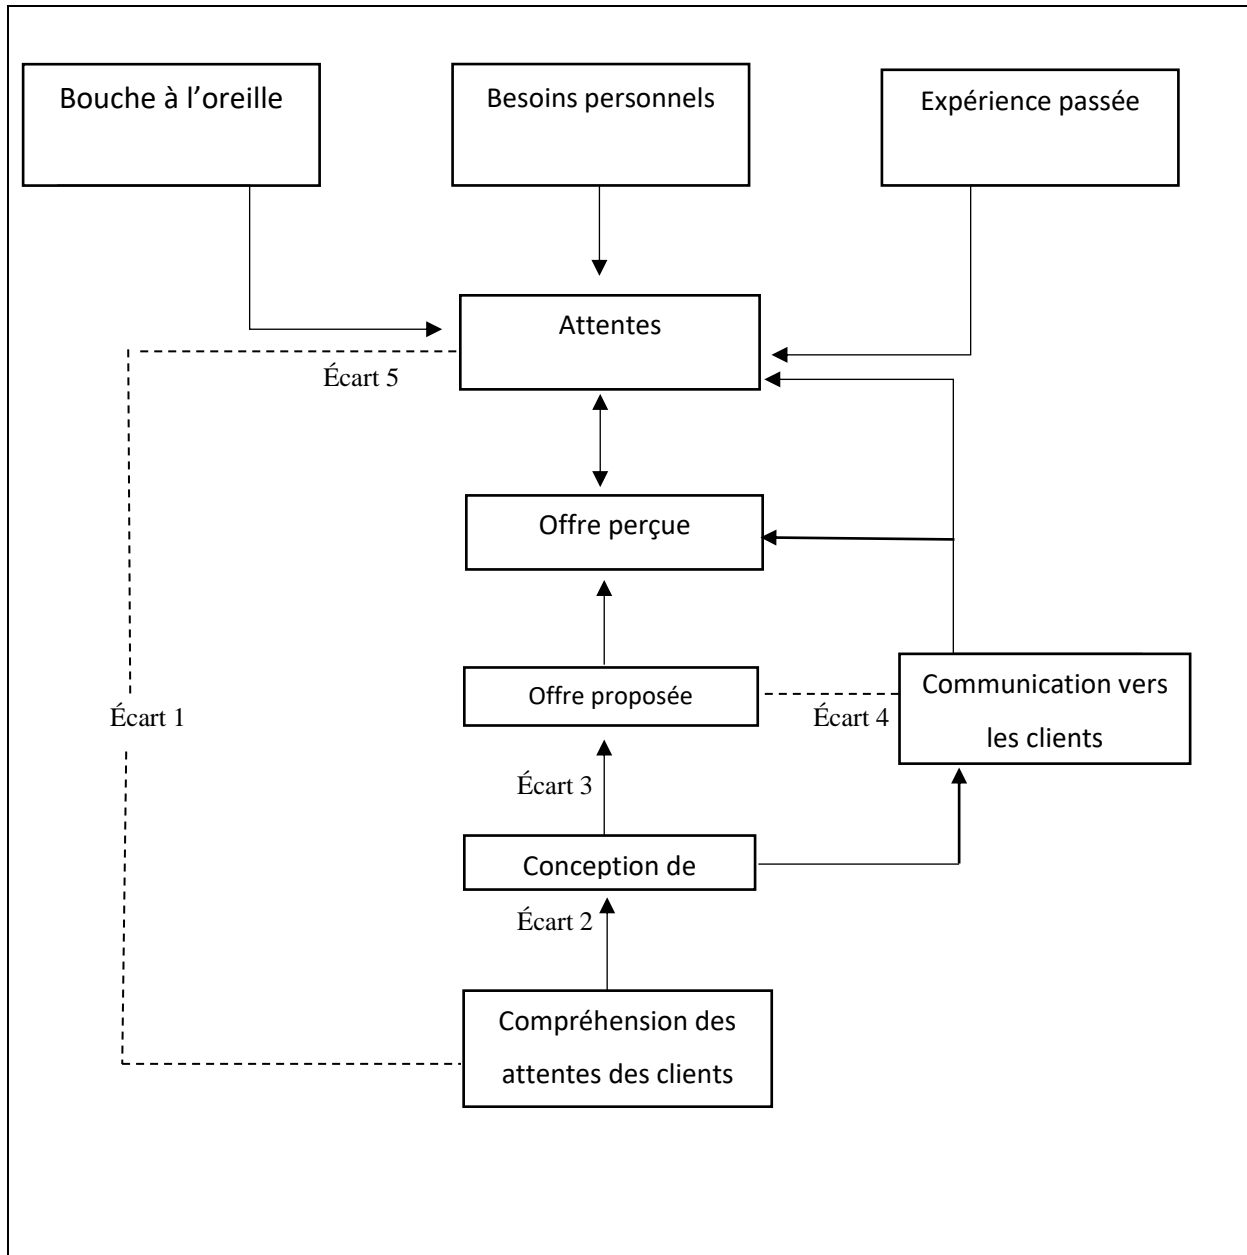 Bouche à l’oreille
Besoins personnels
Expérience passée
Attentes
Écart 5
Offre perçue
Offre proposée
Communication vers
les clients
Écart 4
Écart 1
Écart 3
Conception de
Écart 2
Compréhension des
attentes des clients